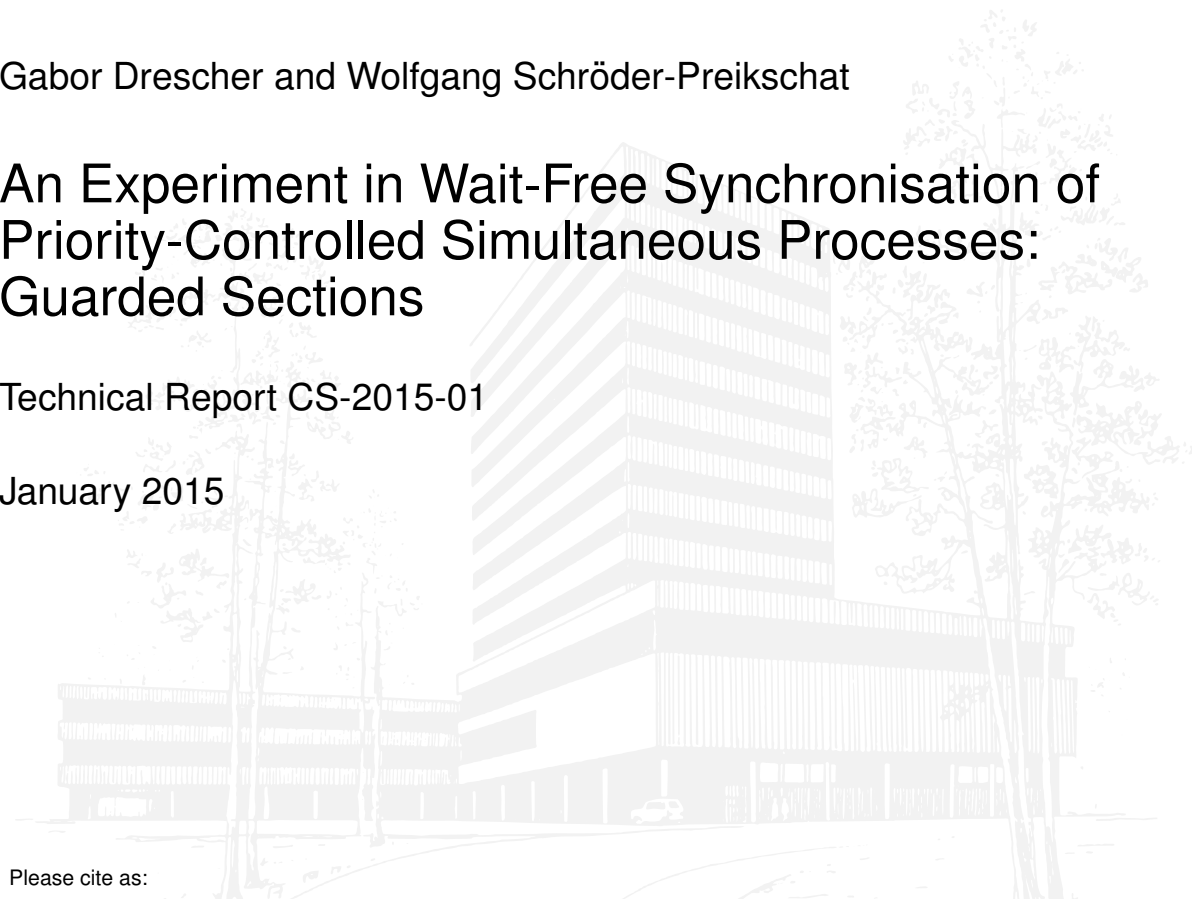 Gabor Drescher and Wolfgang Schröder-Preikschat
An Experiment in Wait-Free Synchronisation of
Priority-Controlled Simultaneous Processes:
Guarded Sections
Technical Report CS-2015-01
January 2015
Please cite as: